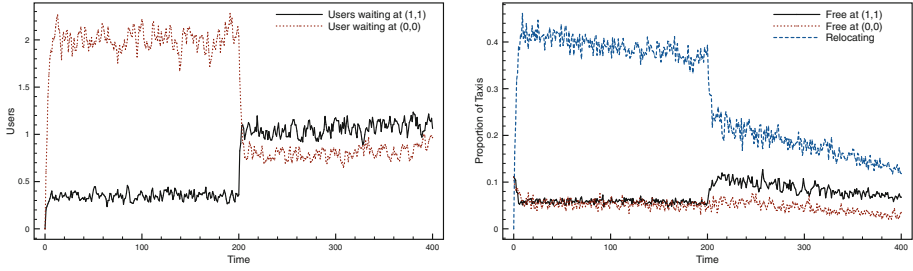 Users waiting at (1,1)
User waiting at (0,0)
2
1.5
1
0.5
0
Users
0
100
200
300
400
Time
Free at (1,1)
Free at (0,0)
Relocating
0.4
0.3
0.2
0.1
0
Proportion of Taxis
0
100
200
300
400
Time